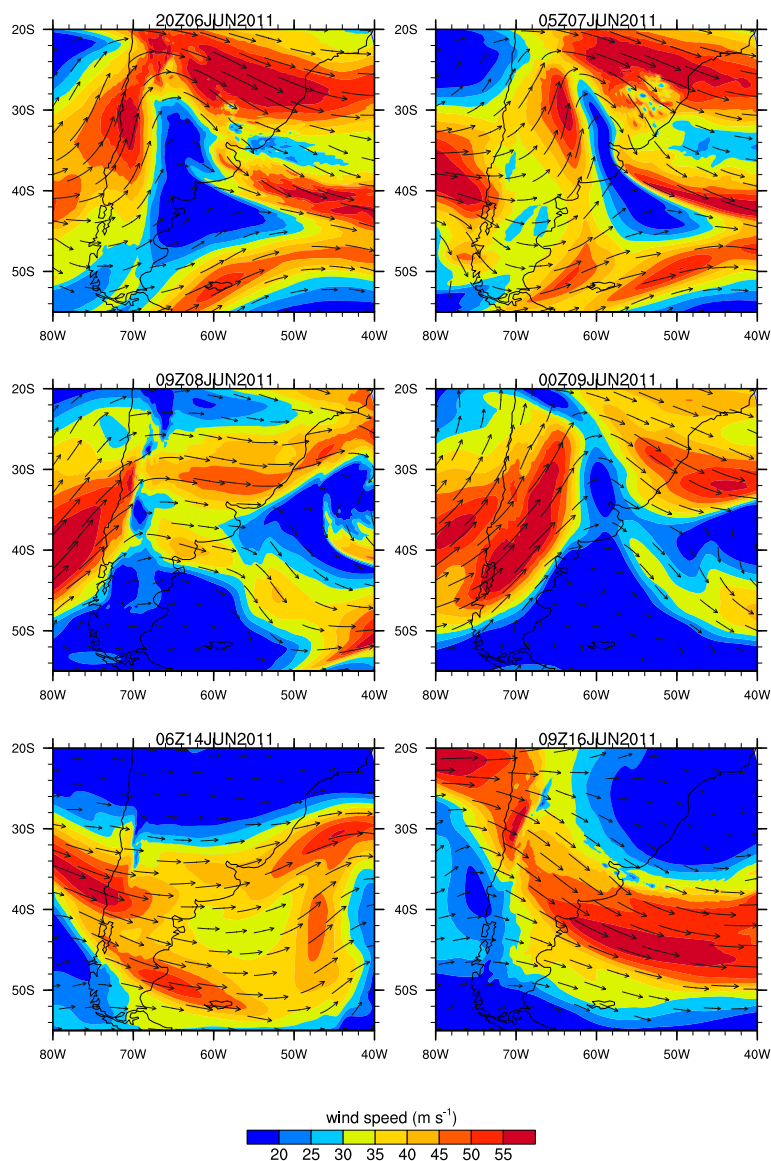 20Z06JUN2011 05Z07JUN2011
20S 20S
30S 30S
40S 40S
50S 50S
80W 70W 60W 50W 40W 80W 70W 60W 50W 40W
09Z08JUN2011 00Z09JUN2011
20S 20S
30S 30S
40S 40S
50S 50S
80W 70W 60W 50W 40W 80W 70W 60W 50W 40W
06Z14JUN2011 09Z16JUN2011
20S 20S
30S 30S
40S 40S
50S 50S
80W 70W 60W 50W 40W 80W 70W 60W 50W 40W
wind speed (m s⁻¹)
20 25 30 35 40 45 50 55